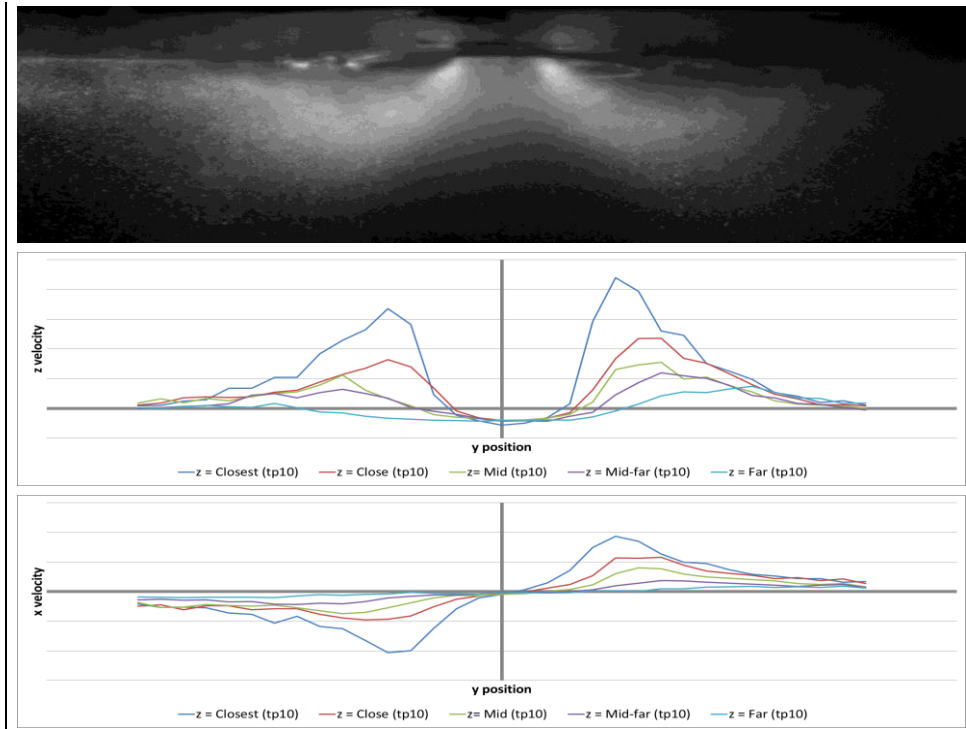 z velocity
y position
z = Closest (tp10) z = Close (tp10) z = Mid (tp10) z = Mid-far (tp10) z = Far (tp10)
x velocity
y position
z = Closest (tp10) z = Close (tp10) z = Mid (tp10) z = Mid-far (tp10) z = Far (tp10)